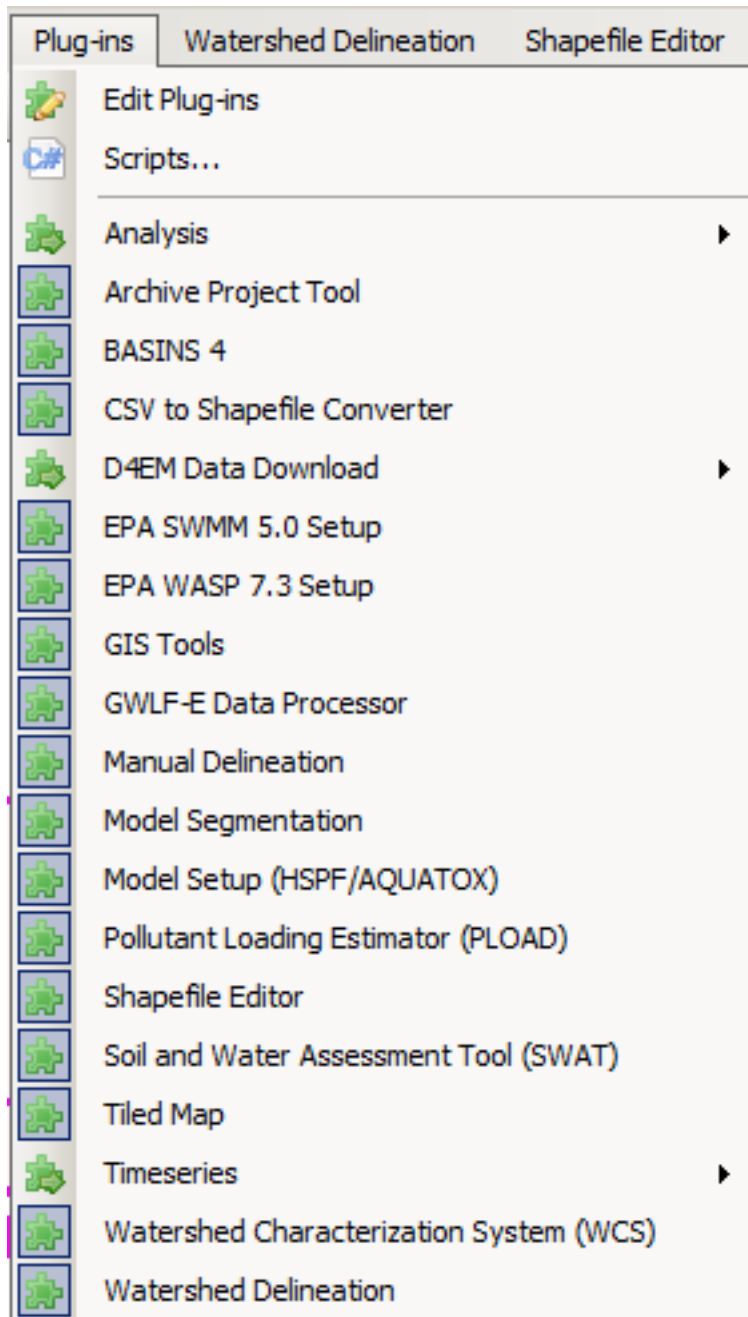 Plug-ins Watershed Delineation Shapefile Editor
Edit Plug-ins
C# Scripts...
Analysis
Archive Project Tool
BASINS 4
CSV to Shapefile Converter
D4EM Data Download
EPA SWMM 5.0 Setup
EPA WASP 7.3 Setup
GIS Tools
GWLF-E Data Processor
Manual Delineation
Model Segmentation
Model Setup (HSPF/AQUATOX)
Pollutant Loading Estimator (PLOAD)
Shapefile Editor
Soil and Water Assessment Tool (SWAT)
Tiled Map
Timeseries
Watershed Characterization System (WCS)
Watershed Delineation